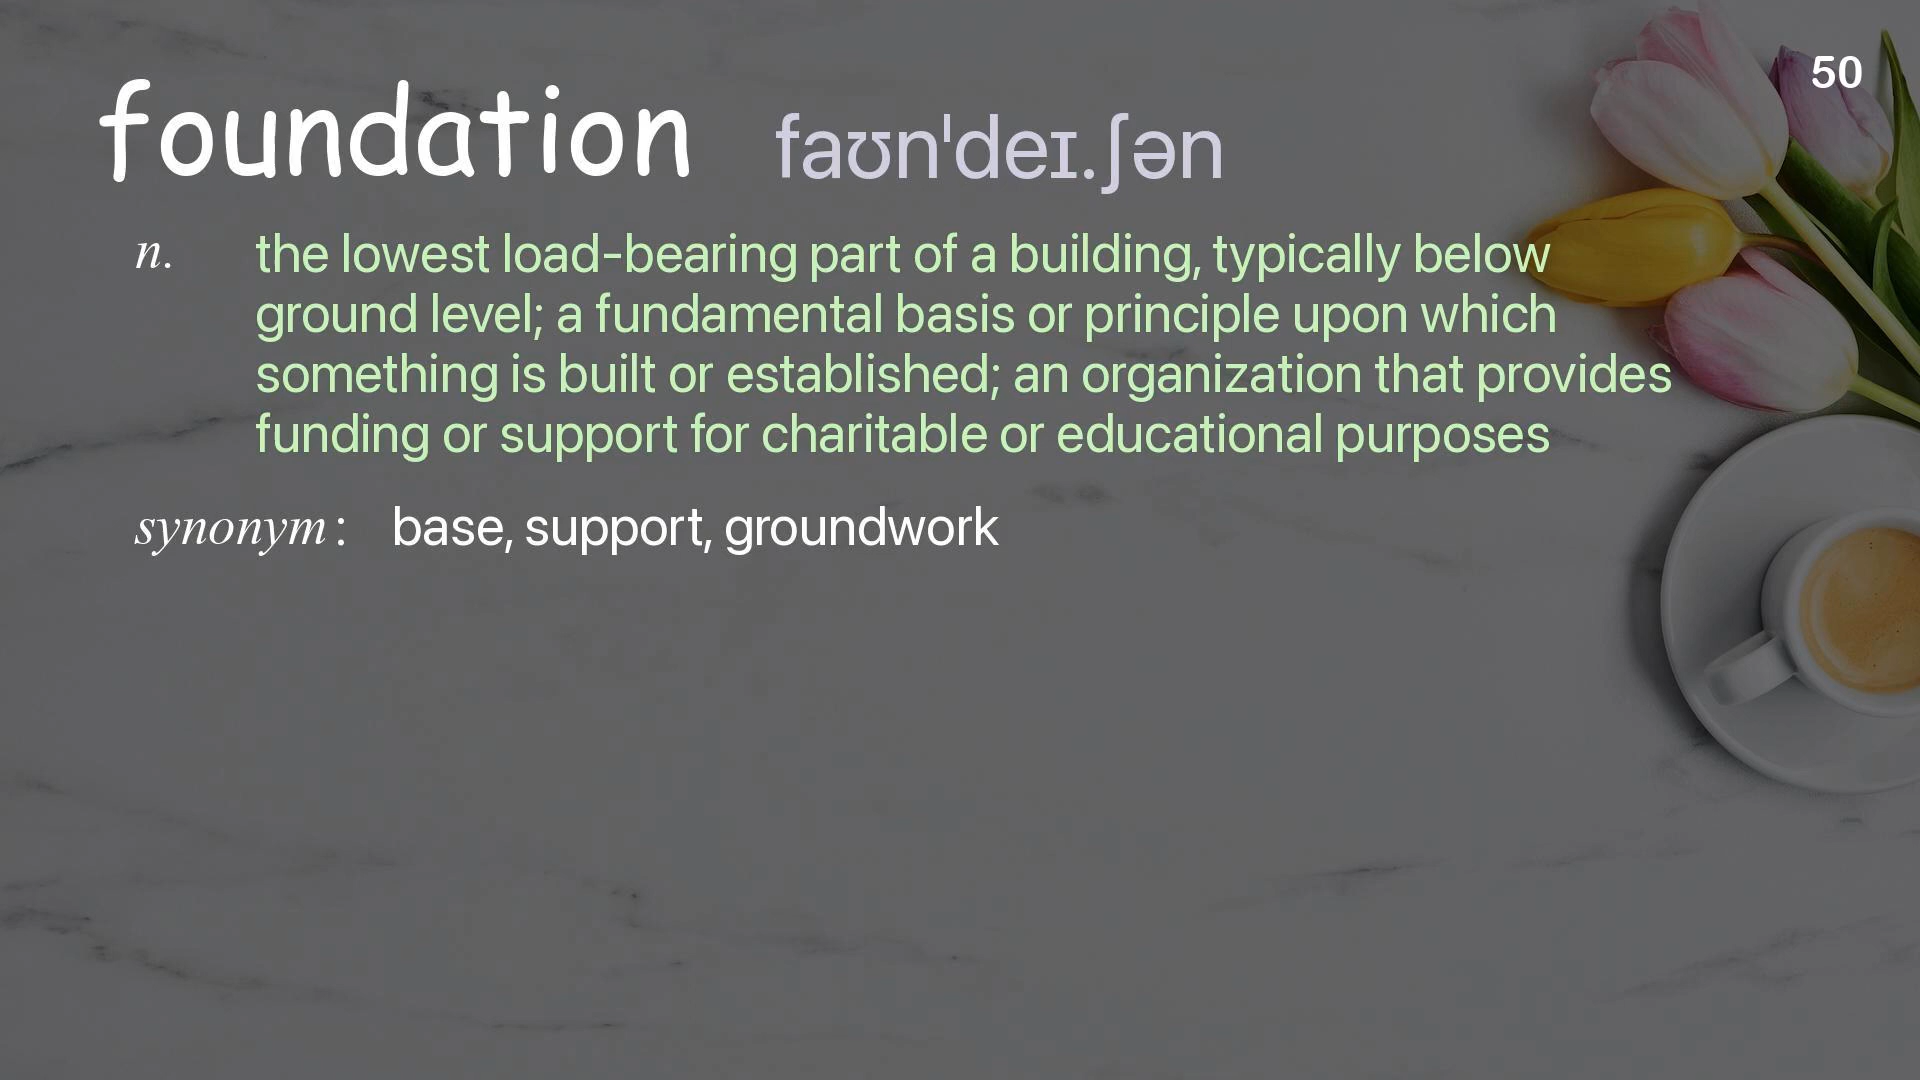 50
foundation faʊn'deɪ.ʃən
n. the lowest load-bearing part of a building, typically below
ground level; a fundamental basis or principle upon which
something is built or established; an organization that provides
funding or support for charitable or educational purposes
synonym: base, support, groundwork